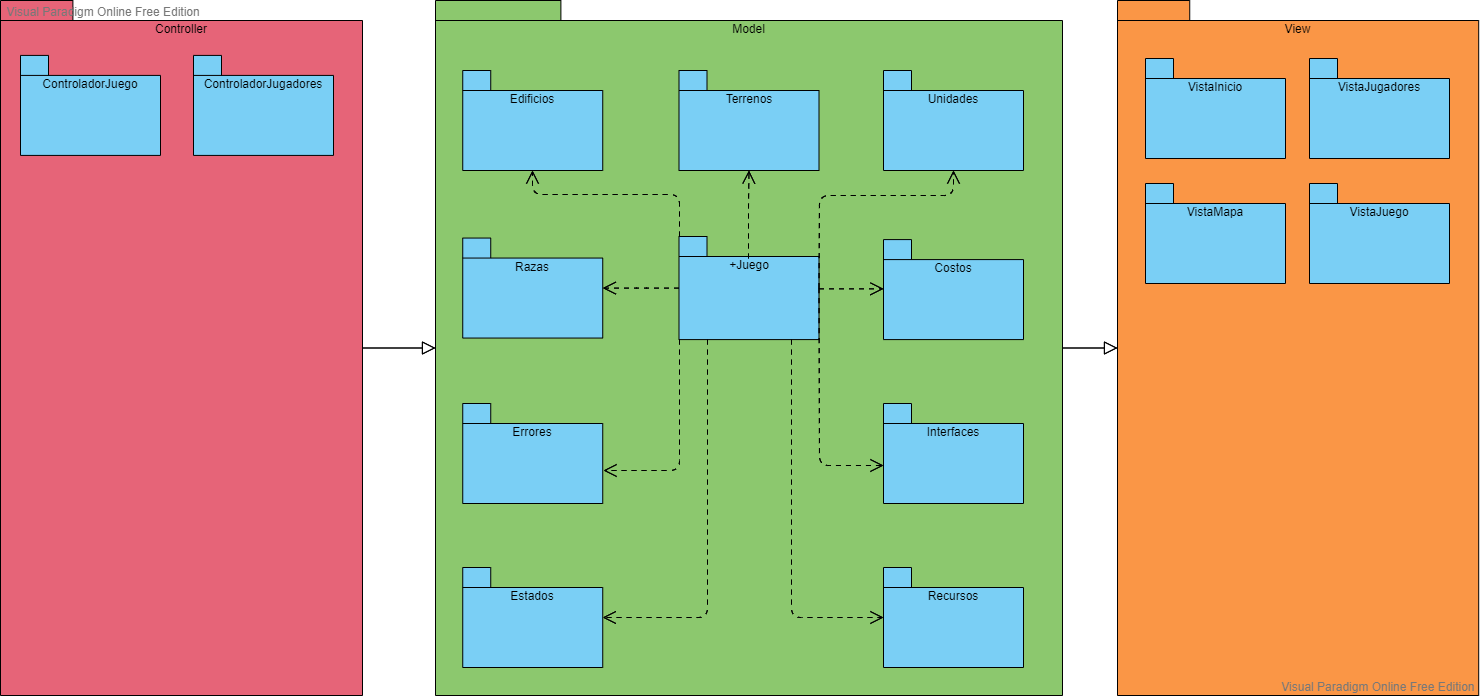 Visual Paradigm Online Free Edition
Controller
ControladorJuego
ControladorJugadores
Model
Edificios
Terrenos
Unidades
Razas
+Juego
Costos
Errores
Interfaces
Estados
Recursos
View
VistaInicio
VistaJugadores
VistaMapa
VistaJuego
Visual Paradigm Online Free Edition